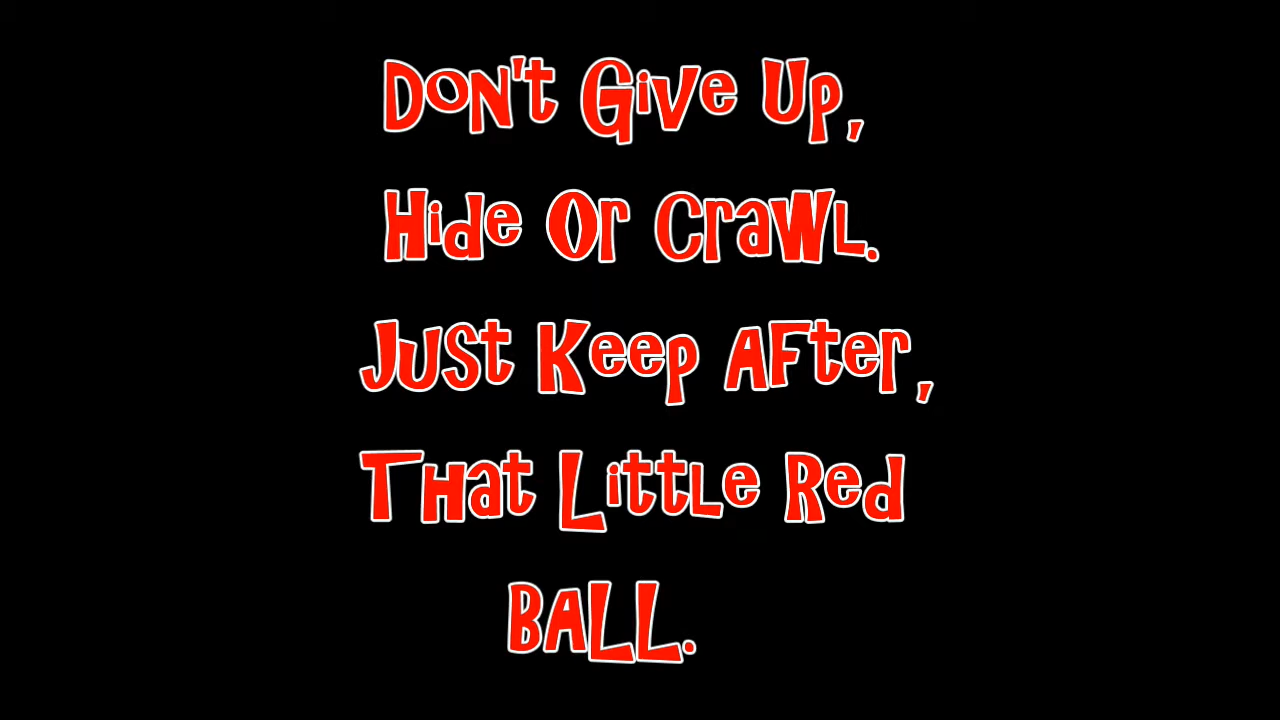 Don't Give Up,
Hide Or Crawl.
Just Keep After,
That Little Red
Ball.